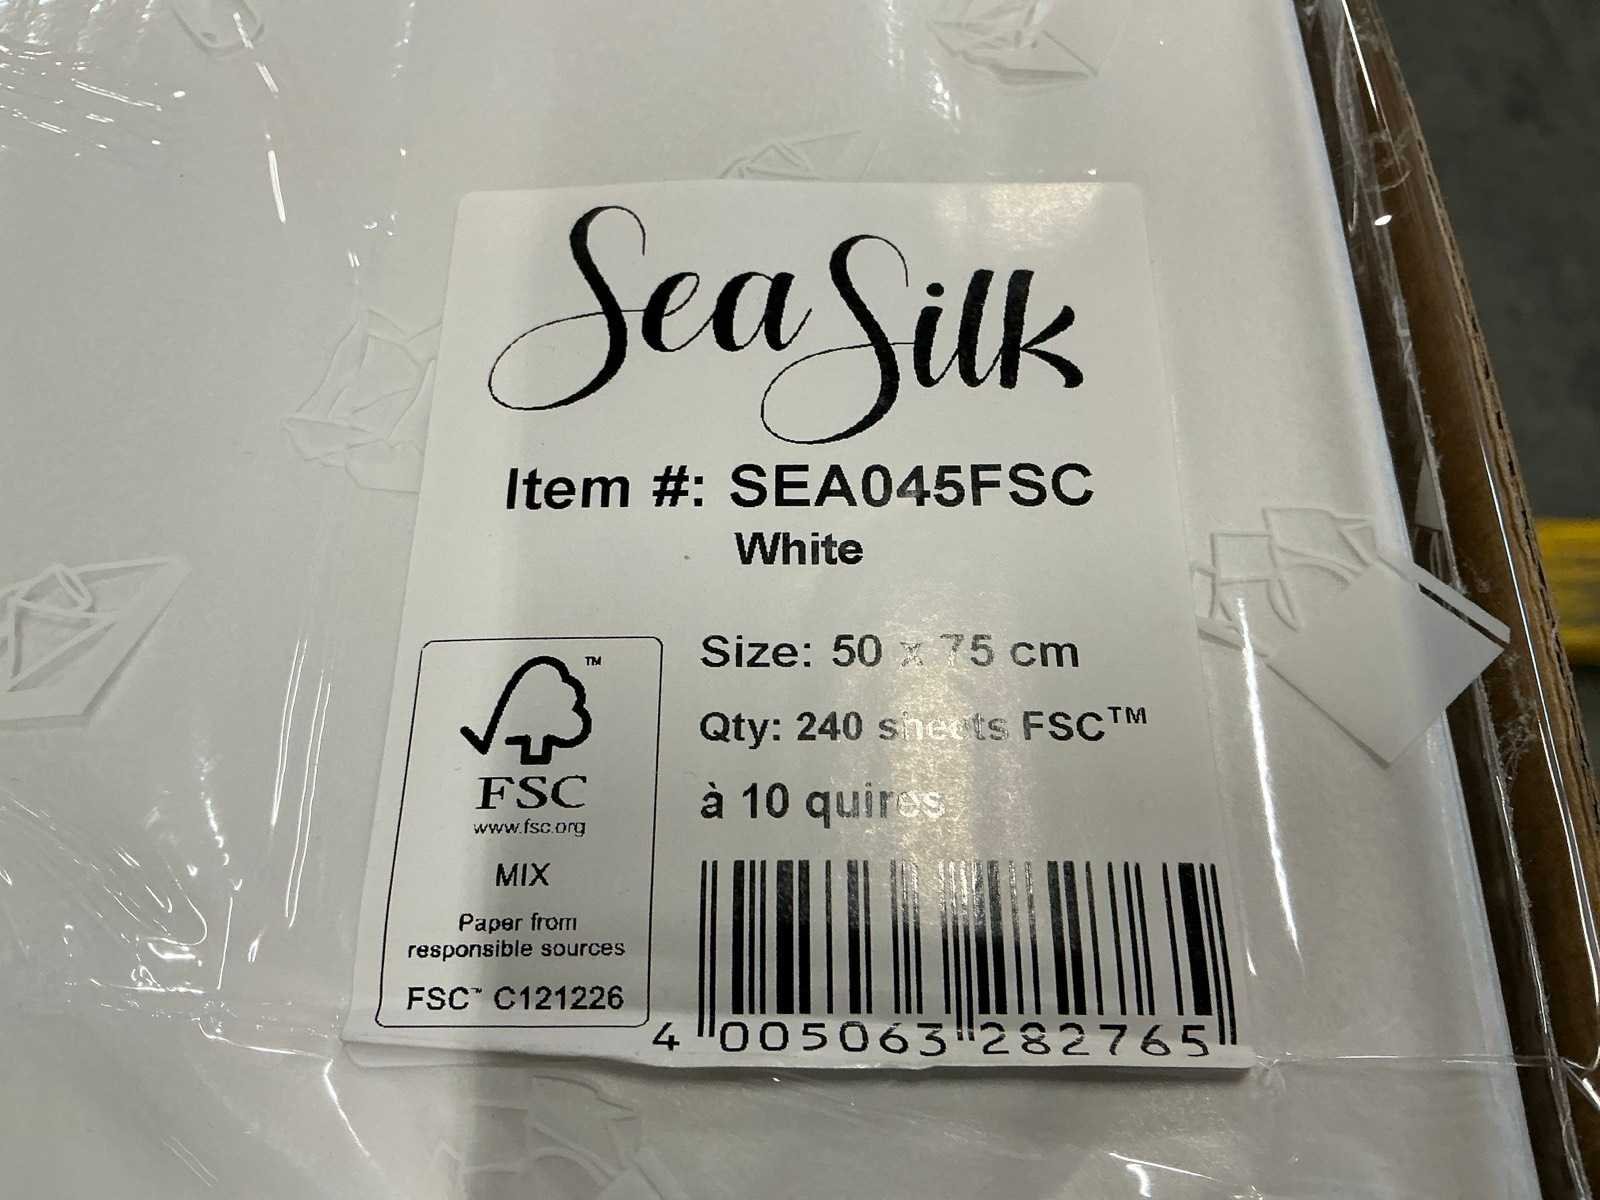 Sea Silk
Item #: SEA045FSC
White
Size: 50 x 75 cm
Qty: 240 sheets FSC™
à 10 quires
™
FSC
www.fsc.org
MIX
Paper from
responsible sources
FSC™ C121226
4 005063 282765